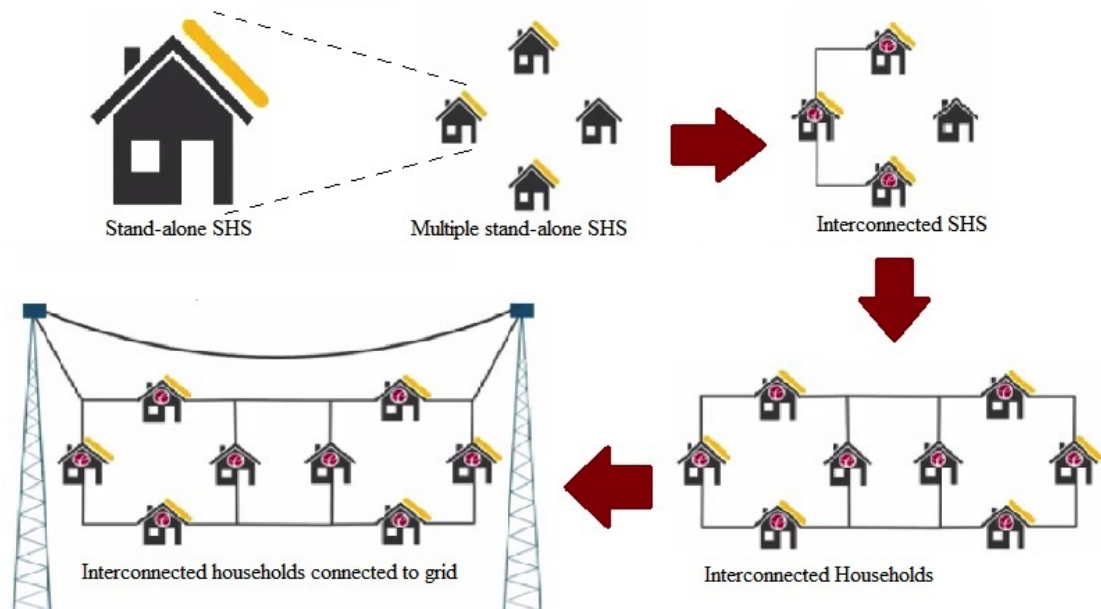 Stand-alone SHS
Multiple stand-alone SHS
Interconnected SHS
Interconnected households connected to grid
Interconnected Households